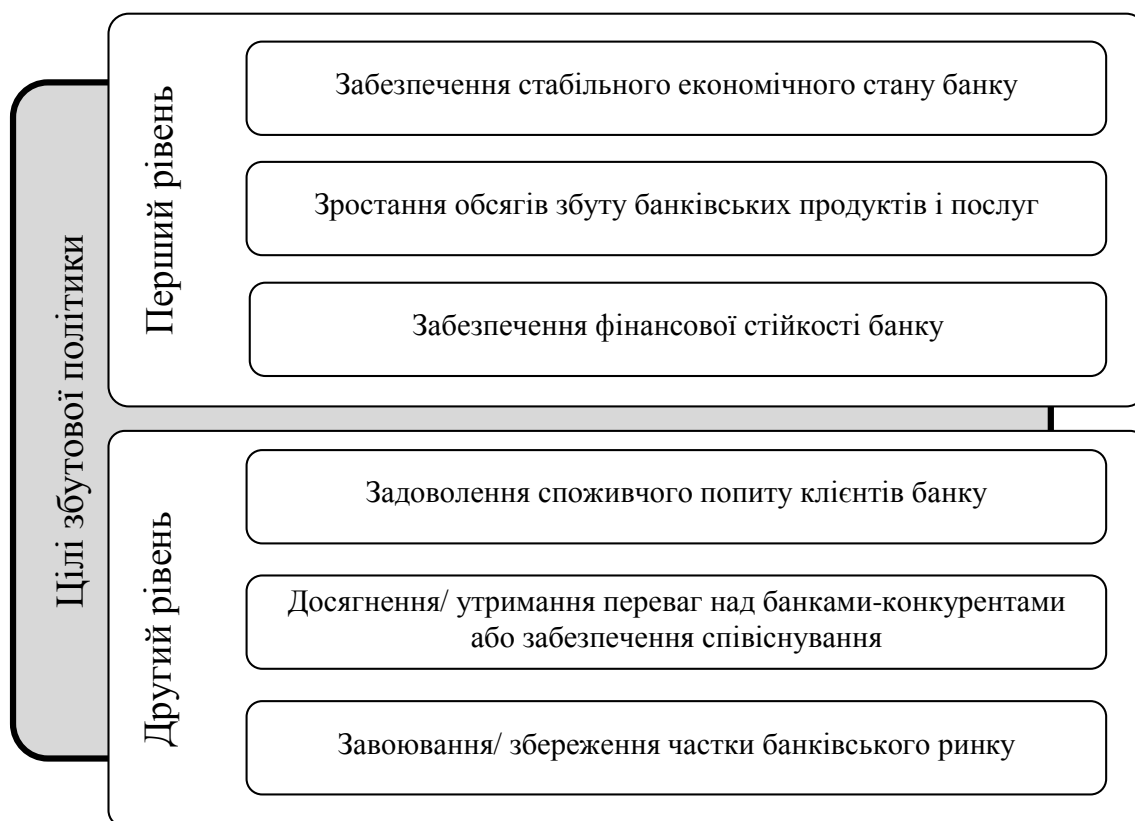 Цілі збутової політики
Перший рівень
Забезпечення стабільного економічного стану банку
Зростання обсягів збуту банківських продуктів і послуг
Забезпечення фінансової стійкості банку
Другий рівень
Задоволення споживчого попиту клієнтів банку
Досягнення/ утримання переваг над банками-конкурентами
або забезпечення співіснування
Завоювання/ збереження частки банківського ринку